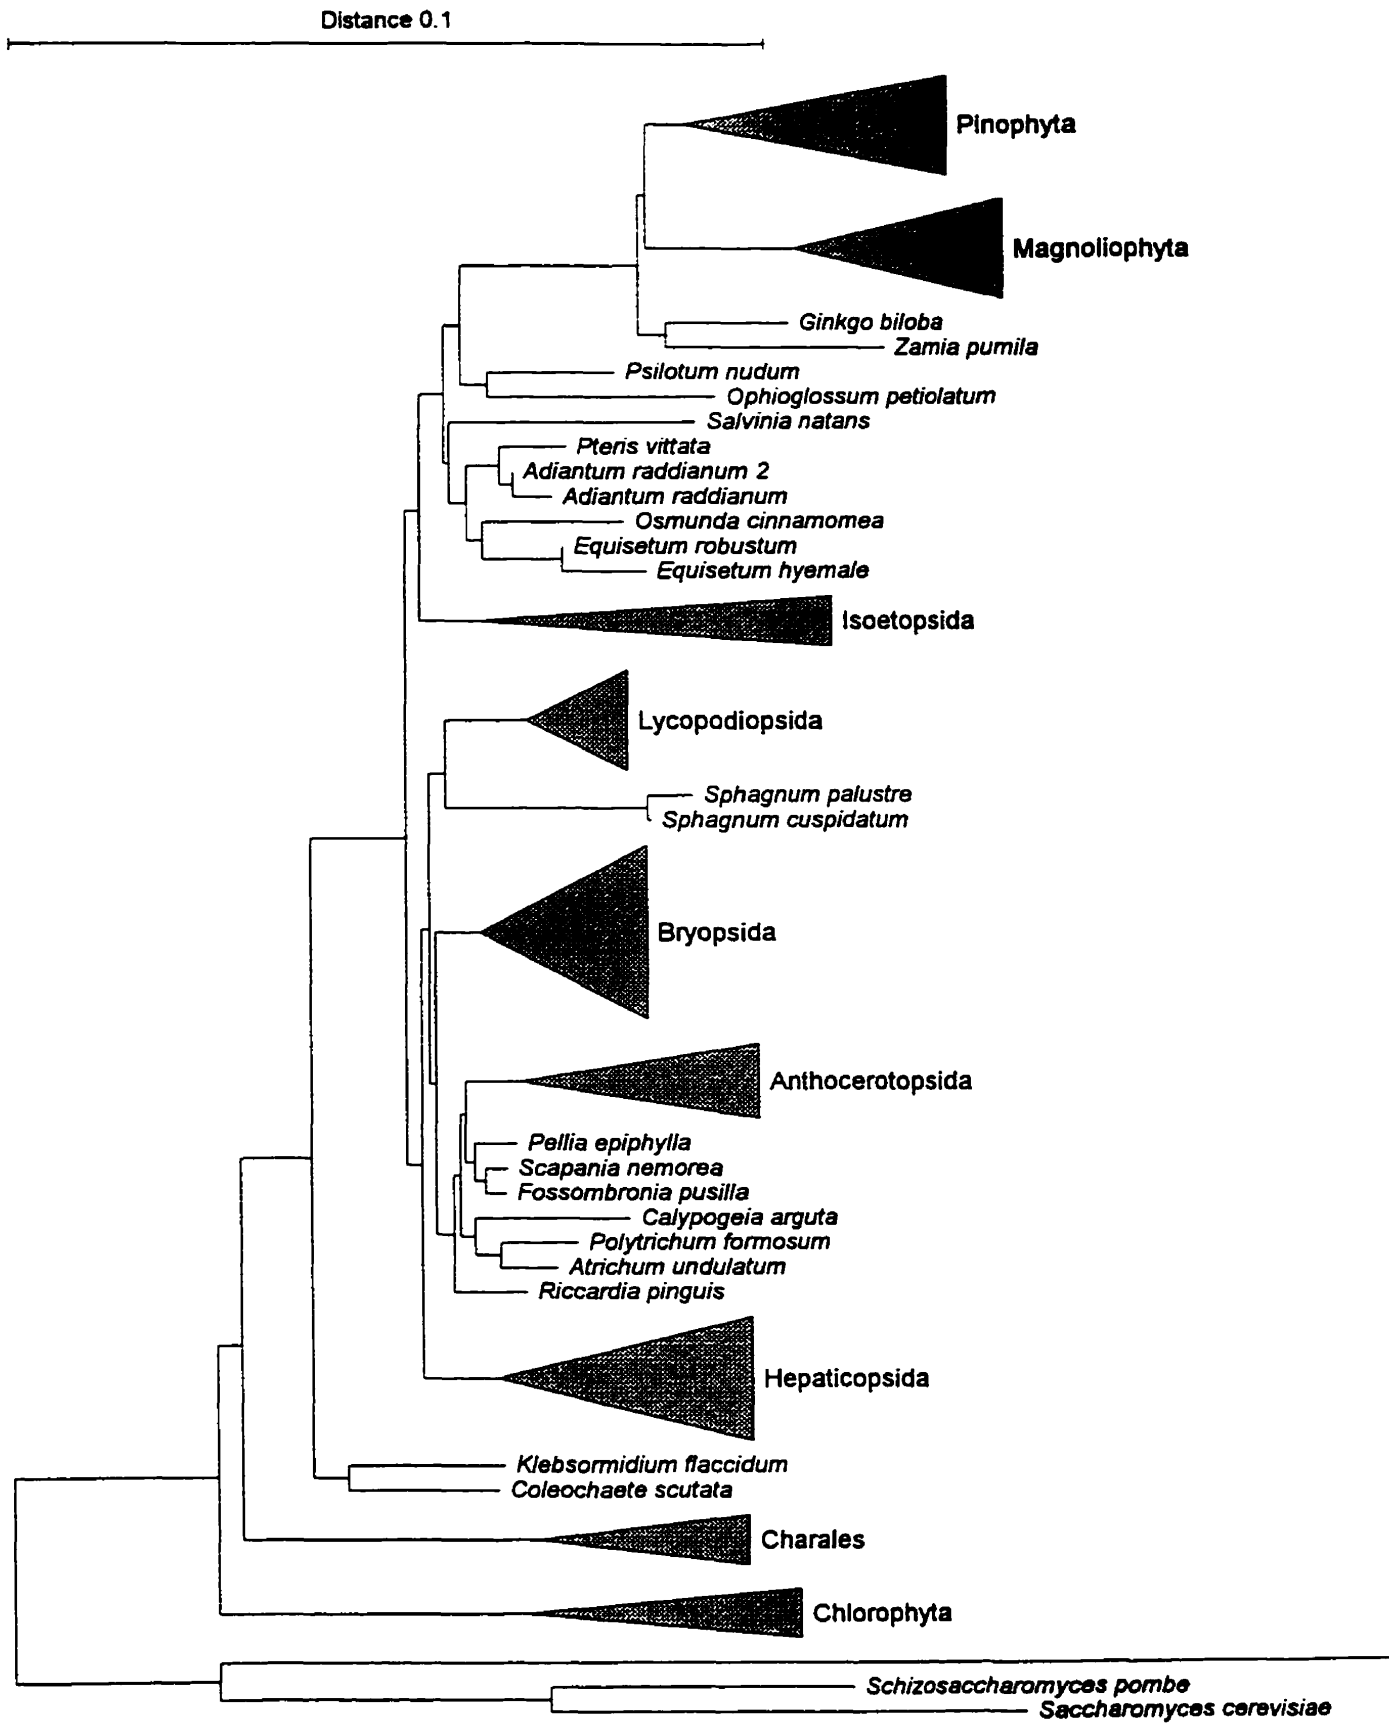 Distance 0.1
Pinophyta
Magnoliophyta
Ginkgo biloba
Zamia pumila
Psilotum nudum
Ophioglossum petiolatum
Salvinia natans
Pteris vittata
Adiantum raddianum 2
Adiantum raddianum
Osmunda cinnamomea
Equisetum robustum
Equisetum hyemale
Isoetopsida
Lycopodiopsida
Sphagnum palustre
Sphagnum cuspidatum
Bryopsida
Anthocerotopsida
Pellia epiphylla
Scapania nemorea
Fossombronia pusilla
Calypogeia arguta
Polytrichum formosum
Atrichum undulatum
Riccardia pinguis
Hepaticopsida
Klebsormidium flaccidum
Coleochaete scutata
Charales
Chlorophyta
Schizosaccharomyces pombe
Saccharomyces cerevisiae